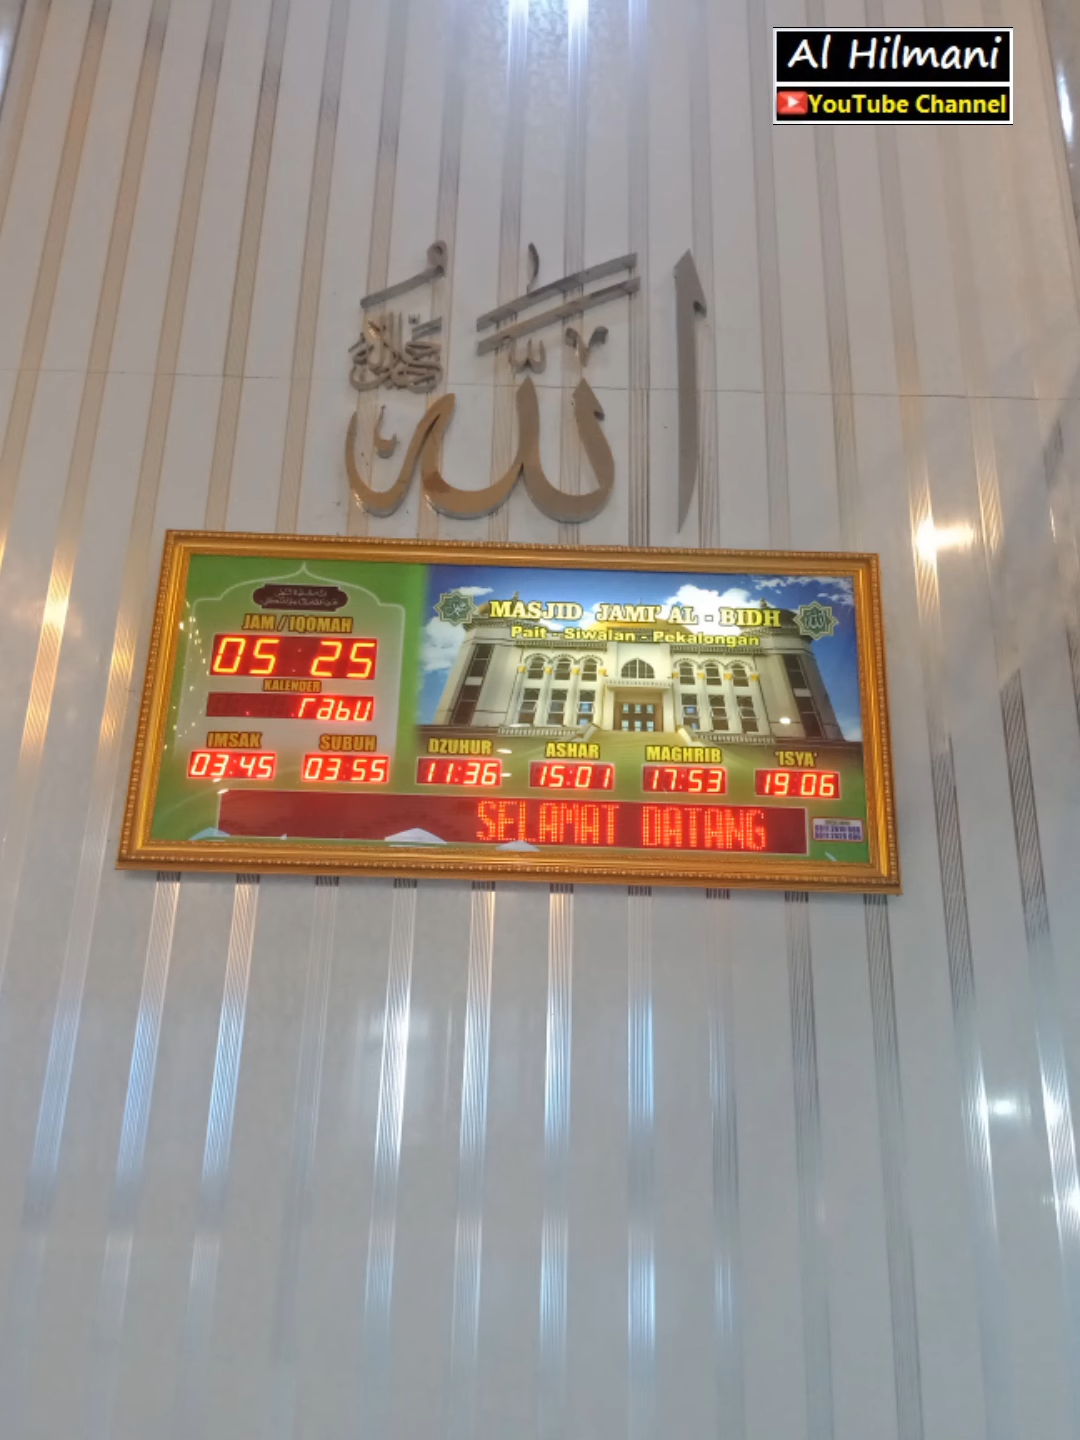 Al Hilmani
YouTube Channel
الله
جل جلاله
JAM / IQOMAH
05 25
KALENDER
rabu
MASJID JAMI' AL - BIDH
Pait - Siwalan - Pekalongan
IMSAK SUBUH DZUHUR ASHAR MAGHRIB 'ISYA'
03:45 03:55 11:36 15:01 17:53 19:06
SELAMAT DATANG